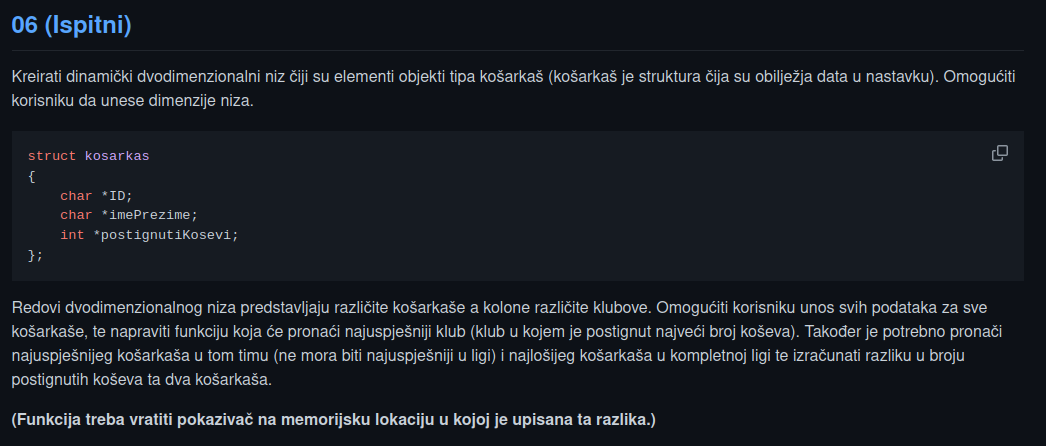 06 (Ispitni)
Kreirati dinamički dvodimenzionalni niz čiji su elementi objekti tipa košarkaš (košarkaš je struktura čija su obilježja data u nastavku). Omogućiti
korisniku da unese dimenzije niza.
struct kosarkas
{
    char *ID;
    char *imePrezime;
    int *postignutiKosevi;
};
Redovi dvodimenzionalnog niza predstavljaju različite košarkaše a kolone različite klubove. Omogućiti korisniku unos svih podataka za sve
košarkaše, te napraviti funkciju koja će pronaći najuspješniji klub (klub u kojem je postignut najveći broj koševa). Također je potrebno pronači
najuspješnijeg košarkaša u tom timu (ne mora biti najuspješniji u ligi) i najlošijeg košarkaša u kompletnoj ligi te izračunati razliku u broju
postignutih koševa ta dva košarkaša.
(Funkcija treba vratiti pokazivač na memorijsku lokaciju u kojoj je upisana ta razlika.)